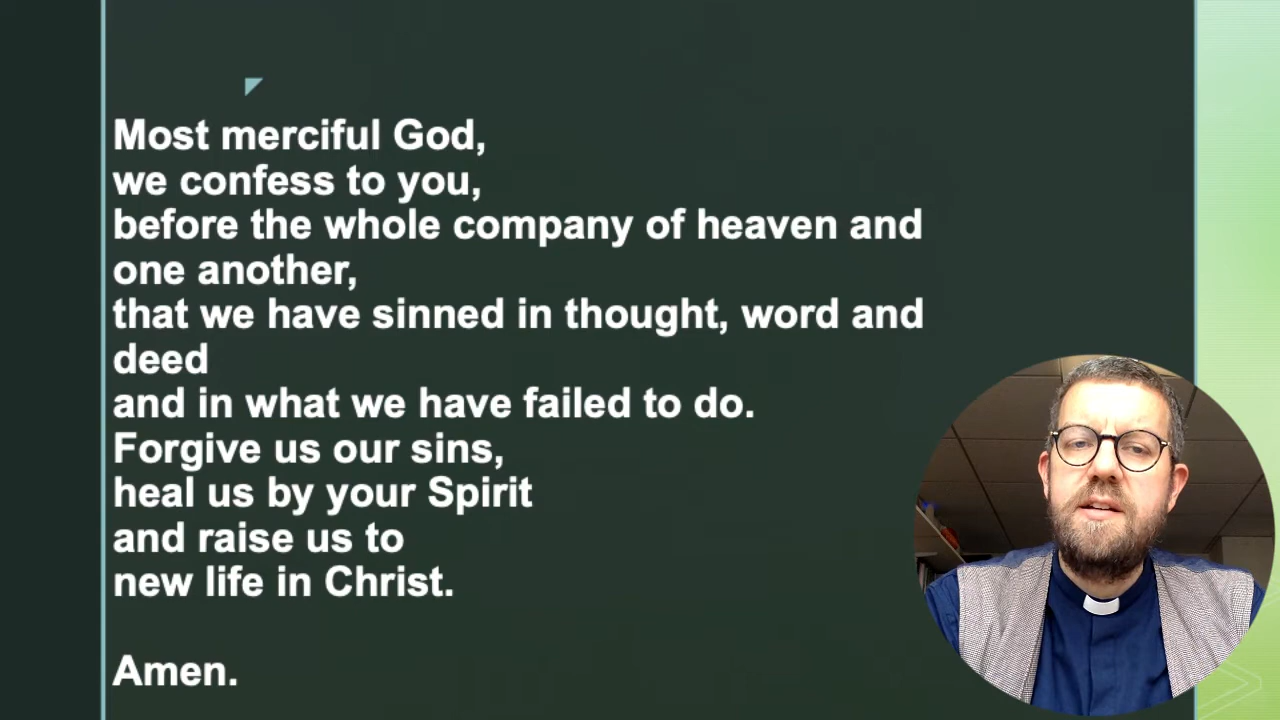 Most merciful God,
we confess to you,
before the whole company of heaven and
one another,
that we have sinned in thought, word and
deed
and in what we have failed to do.
Forgive us our sins,
heal us by your Spirit
and raise us to
new life in Christ.
Amen.